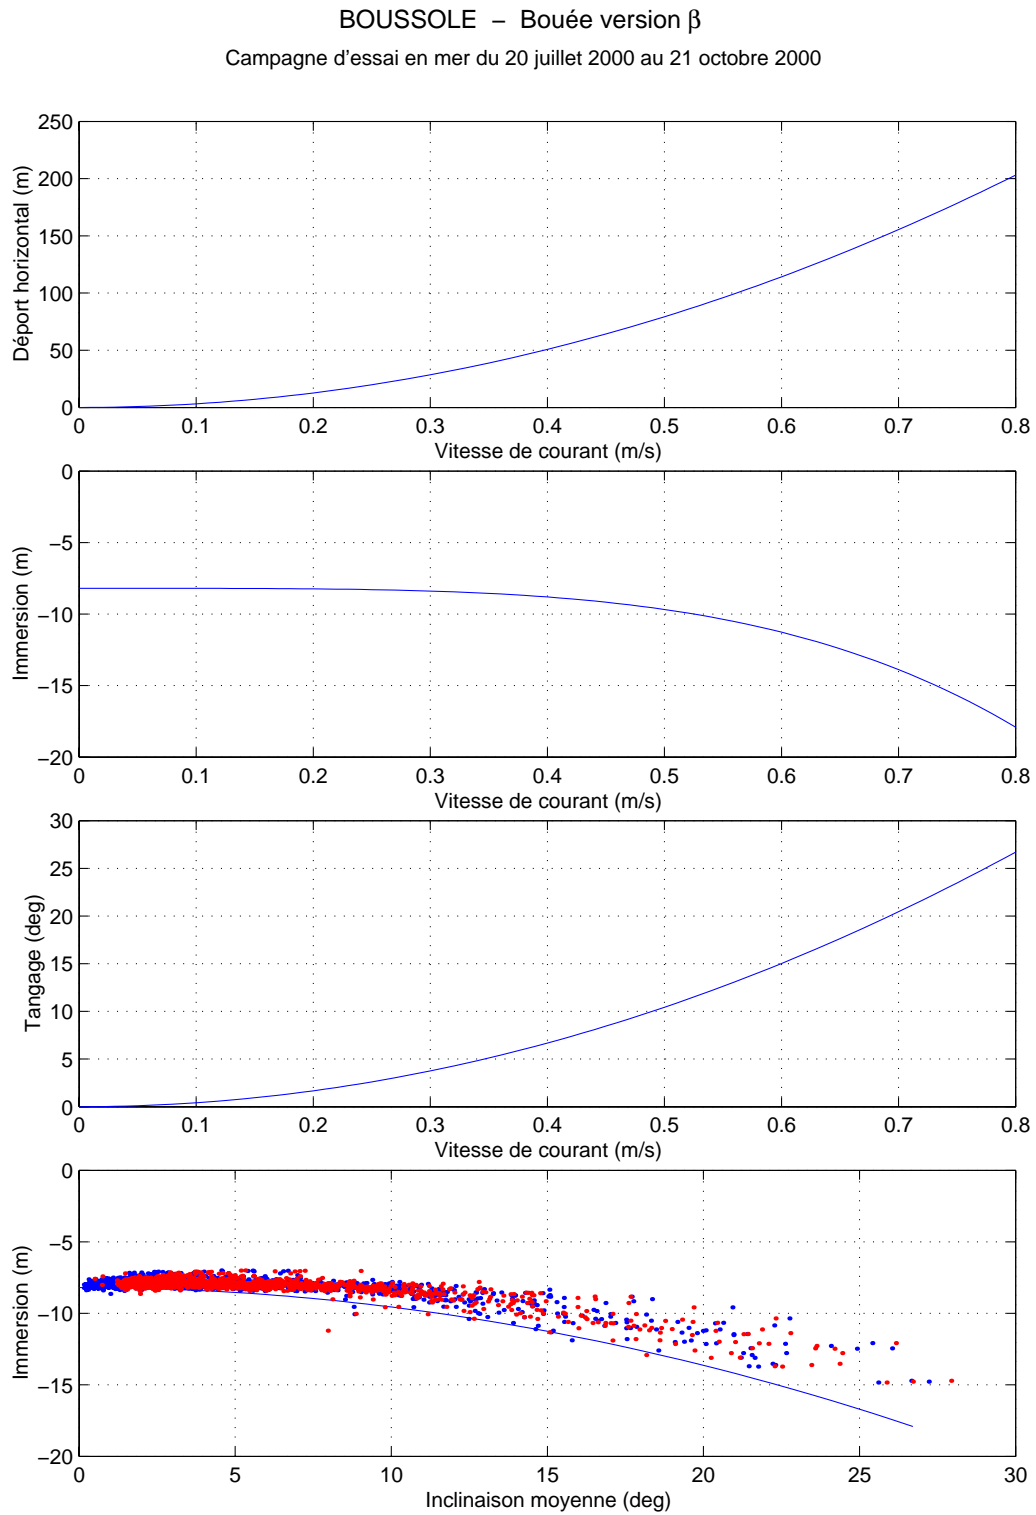 BOUSSOLE − Bouée version β
Campagne d'essai en mer du 20 juillet 2000 au 21 octobre 2000
250
200
150
100
50
0
Déport horizontal (m)
0 0.1 0.2 0.3 0.4 0.5 0.6 0.7 0.8
Vitesse de courant (m/s)
0
−5
−10
−15
−20
Immersion (m)
0 0.1 0.2 0.3 0.4 0.5 0.6 0.7 0.8
Vitesse de courant (m/s)
30
25
20
15
10
5
0
Tangage (deg)
0 0.1 0.2 0.3 0.4 0.5 0.6 0.7 0.8
Vitesse de courant (m/s)
0
−5
−10
−15
−20
Immersion (m)
0 5 10 15 20 25 30
Inclinaison moyenne (deg)